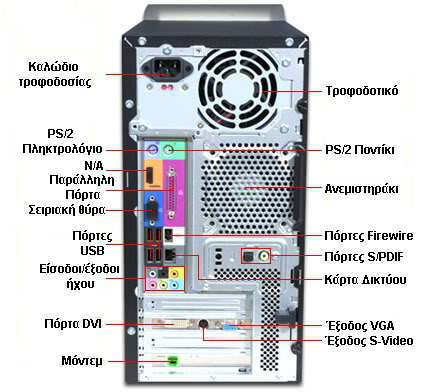 Καλώδιο
τροφοδοσίας
Τροφοδοτικό
PS/2
Πληκτρολόγιο
PS/2 Ποντίκι
N/A
Παράλληλη
Πόρτα
Ανεμιστηράκι
Σειριακή θύρα
Πόρτες
USB
Πόρτες Firewire
Πόρτες S/PDIF
Είσοδοι/έξοδοι
ήχου
Κάρτα Δικτύου
Πόρτα DVI
Έξοδος VGA
Έξοδος S-Video
Μόντεμ